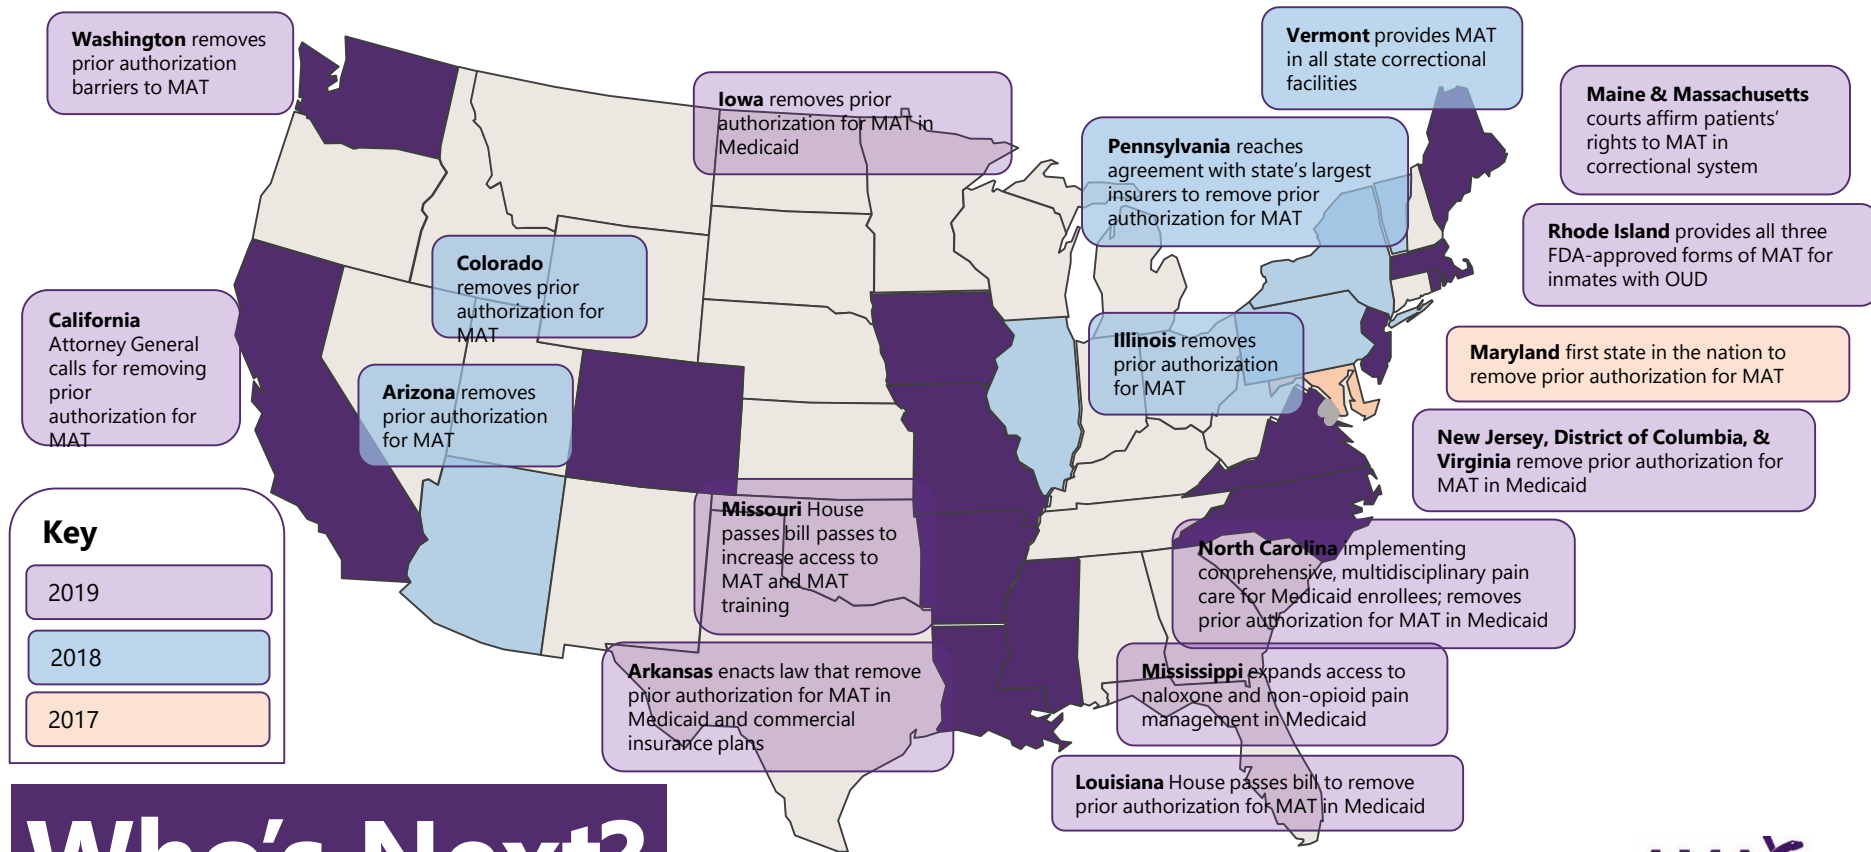 Washington removes
prior authorization
barriers to MAT
Iowa removes prior
authorization for MAT in
Medicaid
Vermont provides MAT
in all state correctional
facilities
Maine & Massachusetts
courts affirm patients’
rights to MAT in
correctional system
Pennsylvania reaches
agreement with state’s largest
insurers to remove prior
authorization for MAT
Rhode Island provides all three
FDA-approved forms of MAT for
inmates with OUD
Colorado
removes prior
authorization for
MAT
California
Attorney General
calls for removing
prior
authorization for
MAT
Illinois removes
prior authorization
for MAT
Maryland first state in the nation to
remove prior authorization for MAT
Arizona removes
prior authorization
for MAT
New Jersey, District of Columbia, &
Virginia remove prior authorization for
MAT in Medicaid
Key
2019
2018
2017
Missouri House
passes bill passes to
increase access to
MAT and MAT
training
North Carolina implementing
comprehensive, multidisciplinary pain
care for Medicaid enrollees; removes
prior authorization for MAT in Medicaid
Arkansas enacts law that remove
prior authorization for MAT in
Medicaid and commercial
insurance plans
Mississippi expands access to
naloxone and non-opioid pain
management in Medicaid
Louisiana House passes bill to remove
prior authorization for MAT in Medicaid
Who’s Next?